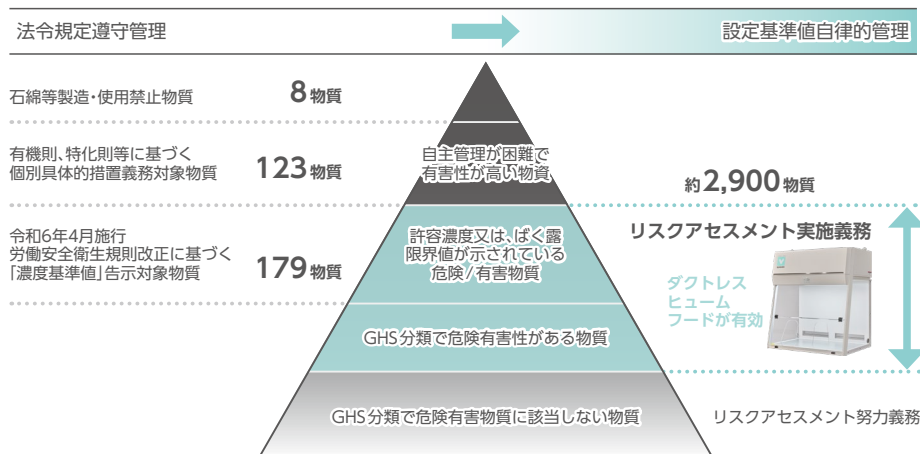 法令規定遵守管理
設定基準値自律的管理
石綿等製造・使用禁止物質
8物質
有機則、特化則等に基づく
個別具体的措置義務対象物質
123物質
自主管理が困難で
有害性が高い物資
約2,900物質
令和6年4月施行
労働安全衛生規則改正に基づく
「濃度基準値」告示対象物質
179物質
許容濃度又は、ばく露
限界値が示されている
危険/有害物質
リスクアセスメント実施義務
ダクトレス
ヒューム
フードが有効
GHS分類で危険有害性がある物質
GHS分類で危険有害物質に該当しない物質
リスクアセスメント努力義務